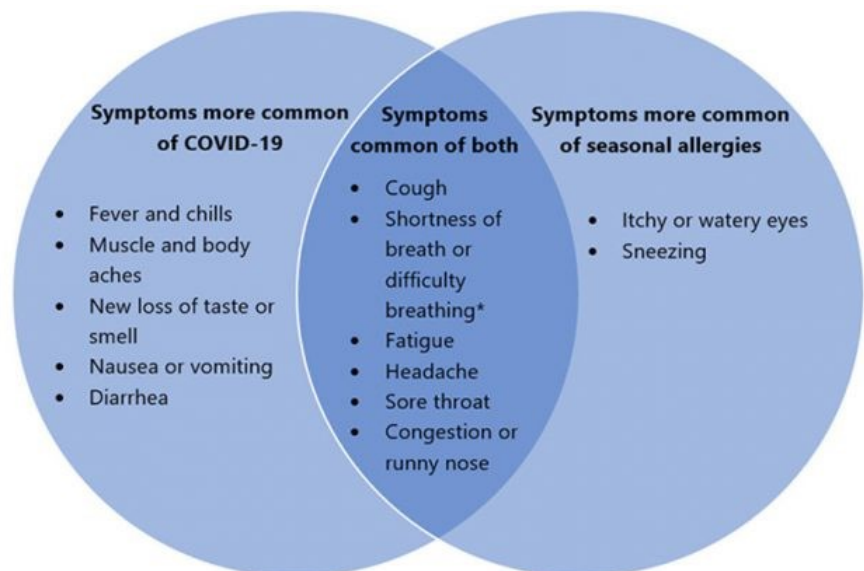 Symptoms more common
of COVID-19
• Fever and chills
• Muscle and body
aches
• New loss of taste or
smell
• Nausea or vomiting
• Diarrhea
Symptoms
common of both
• Cough
• Shortness of
breath or
difficulty
breathing*
• Fatigue
• Headache
• Sore throat
• Congestion or
runny nose
Symptoms more common
of seasonal allergies
• Itchy or watery eyes
• Sneezing